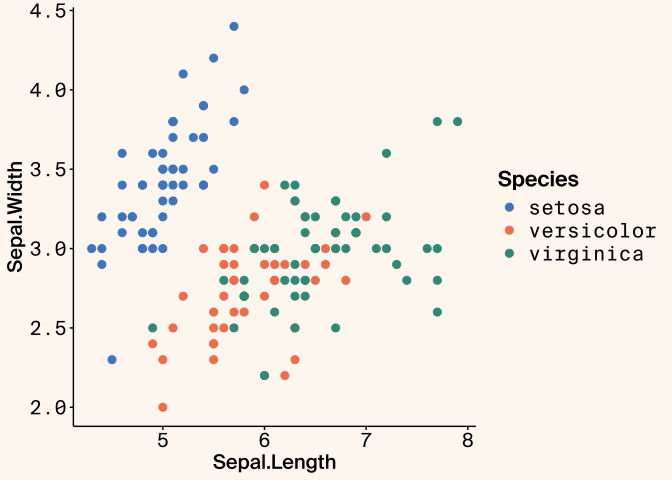 4.5
4.0
3.5
3.0
2.5
2.0
Sepal.Width
5 6 7 8
Sepal.Length
Species
setosa
versicolor
virginica